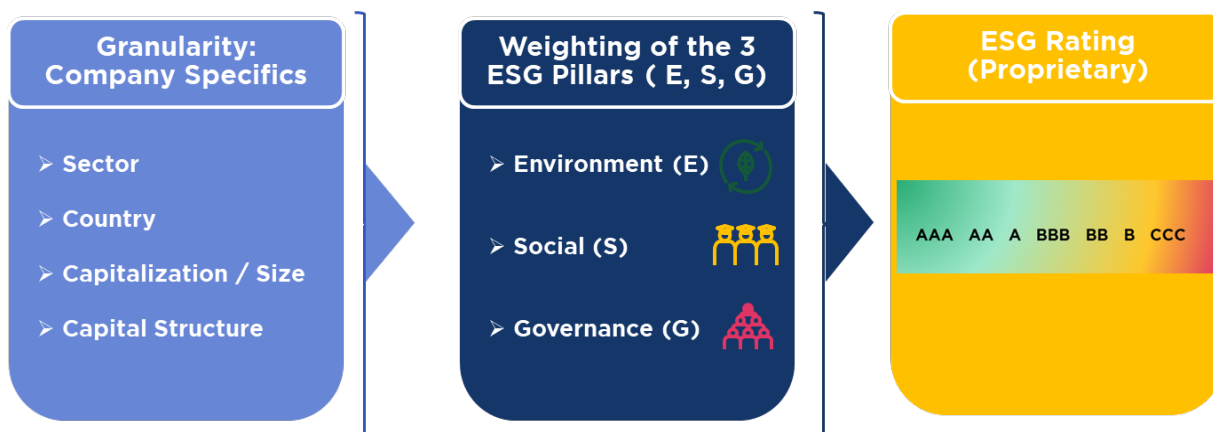 Granularity:
Company Specifics
➢ Sector
➢ Country
➢ Capitalization / Size
➢ Capital Structure
Weighting of the 3
ESG Pillars ( E, S, G)
➢ Environment (E)
➢ Social (S)
➢ Governance (G)
ESG Rating
(Proprietary)
AAA AA A BBB BB B CCC